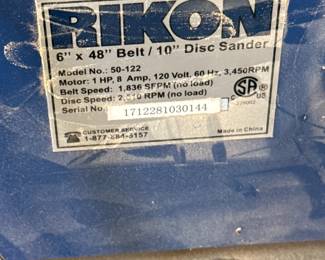 RIKON
6" x 48" Belt / 10" Disc Sander
Model No.: 50-122
Motor: 1 HP, 8 Amp, 120 Volt, 60 Hz, 3,450RPM
Belt Speed: 1,836 SFPM (no load)
Disc Speed: RPM (no load)
Serial No.: 1712281030144
SA
US
CUSTOMER SERVICE
Made in China